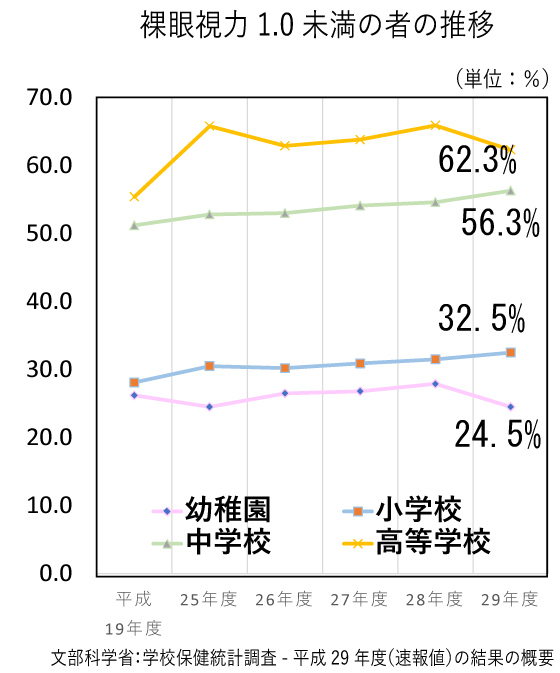 裸眼視力 1.0 未満の者の推移
（単位：%）
70.0
60.0
50.0
40.0
30.0
20.0
10.0
0.0
62.3%
56.3%
32.5%
24.5%
幼稚園 小学校
中学校 高等学校
平成 25年度 26年度 27年度 28年度 29年度
19年度
文部科学省：学校保健統計調査 - 平成 29 年度(速報値)の結果の概要